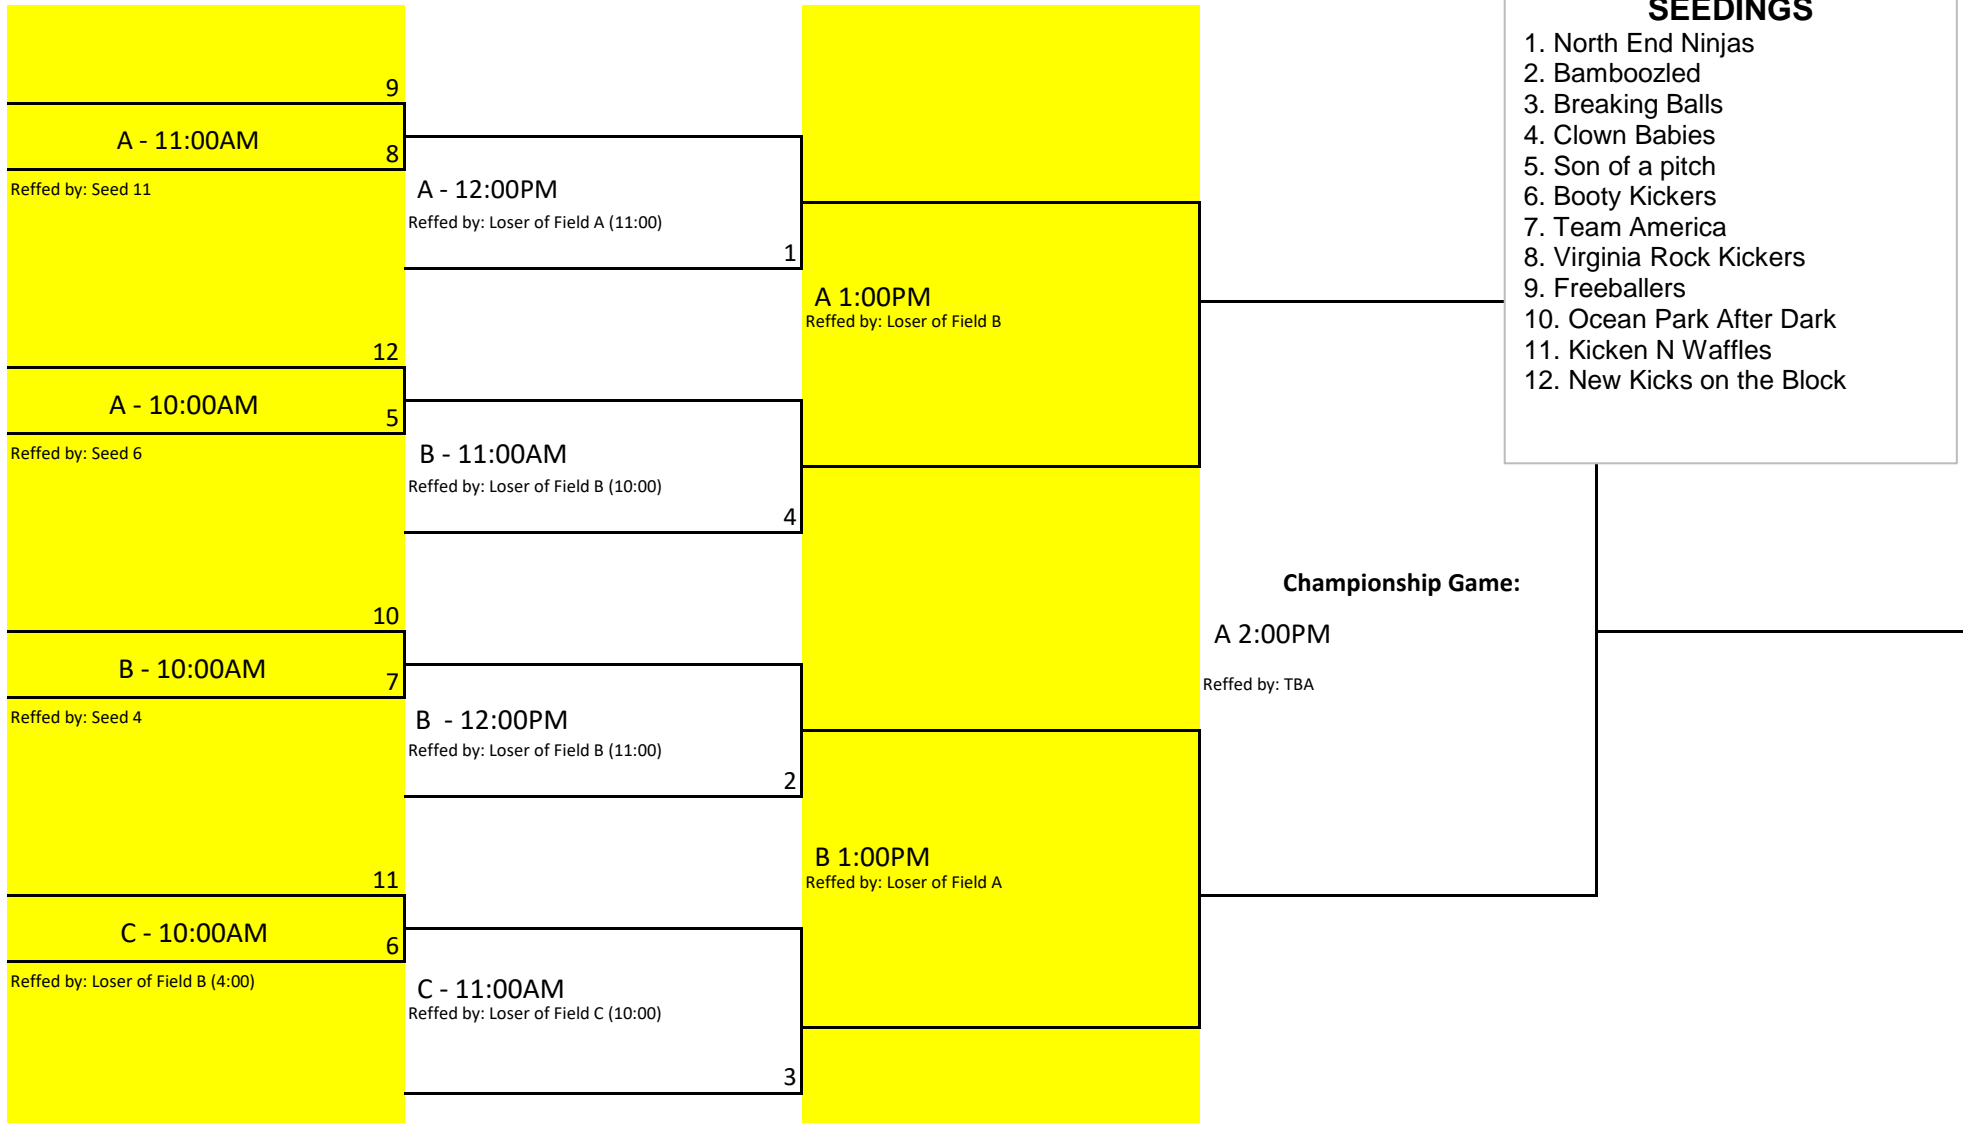 9
A - 11:00AM
8
Reffed by: Seed 11
12
A - 10:00AM
5
Reffed by: Seed 6
10
B - 10:00AM
7
Reffed by: Seed 4
11
C - 10:00AM
6
Reffed by: Loser of Field B (4:00)
A - 12:00PM
Reffed by: Loser of Field A (11:00)
1
B - 11:00AM
Reffed by: Loser of Field B (10:00)
4
B  - 12:00PM
Reffed by: Loser of Field B (11:00)
2
C - 11:00AM
Reffed by: Loser of Field C (10:00)
3
A 1:00PM
Reffed by: Loser of Field B
B 1:00PM
Reffed by: Loser of Field A
Championship Game:
A 2:00PM
Reffed by: TBA
SEEDINGS
1. North End Ninjas
2. Bamboozled
3. Breaking Balls
4. Clown Babies
5. Son of a pitch
6. Booty Kickers
7. Team America
8. Virginia Rock Kickers
9. Freeballers
10. Ocean Park After Dark
11. Kicken N Waffles
12. New Kicks on the Block